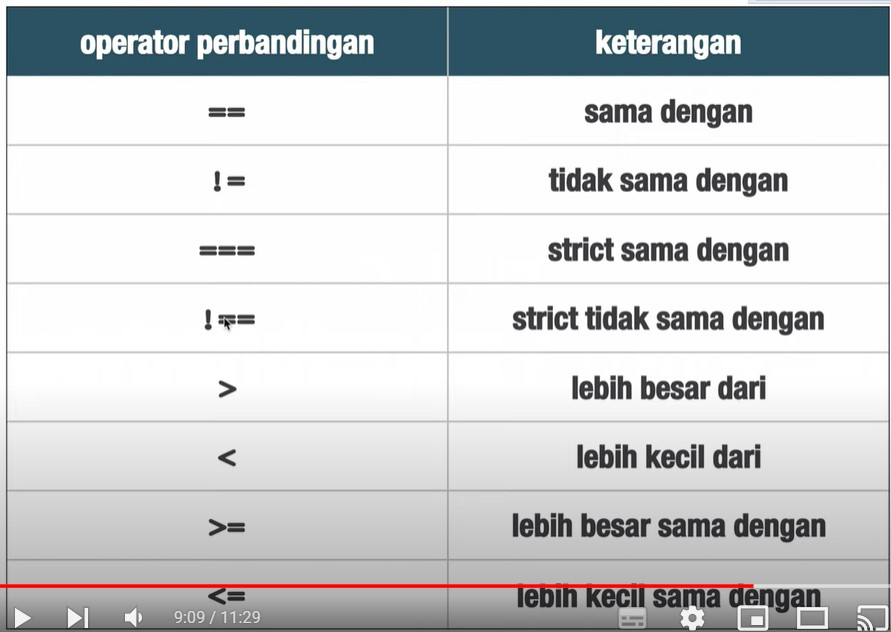 operator perbandingan keterangan
== sama dengan
!= tidak sama dengan
=== strict sama dengan
!== strict tidak sama dengan
> lebih besar dari
< lebih kecil dari
>= lebih besar sama dengan
<= lebih kecil sama dengan
9:09 / 11:29